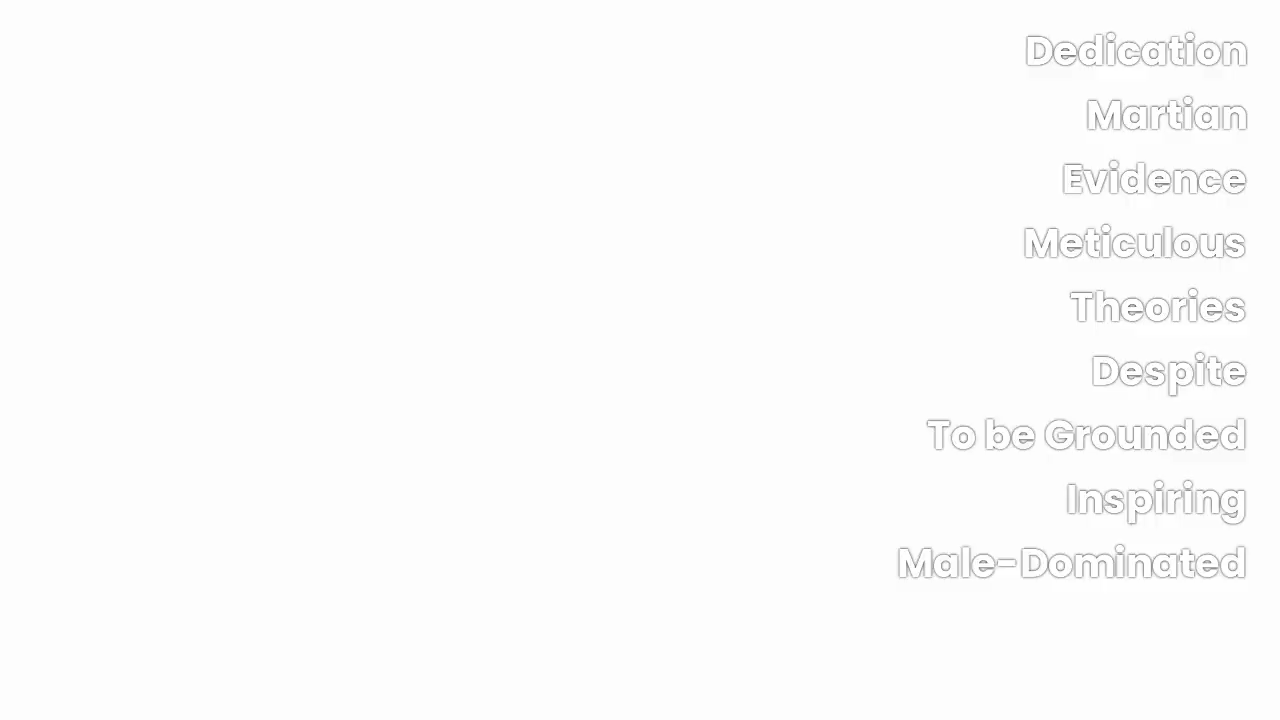 Dedication
Martian
Evidence
Meticulous
Theories
Despite
To be Grounded
Inspiring
Male-Dominated